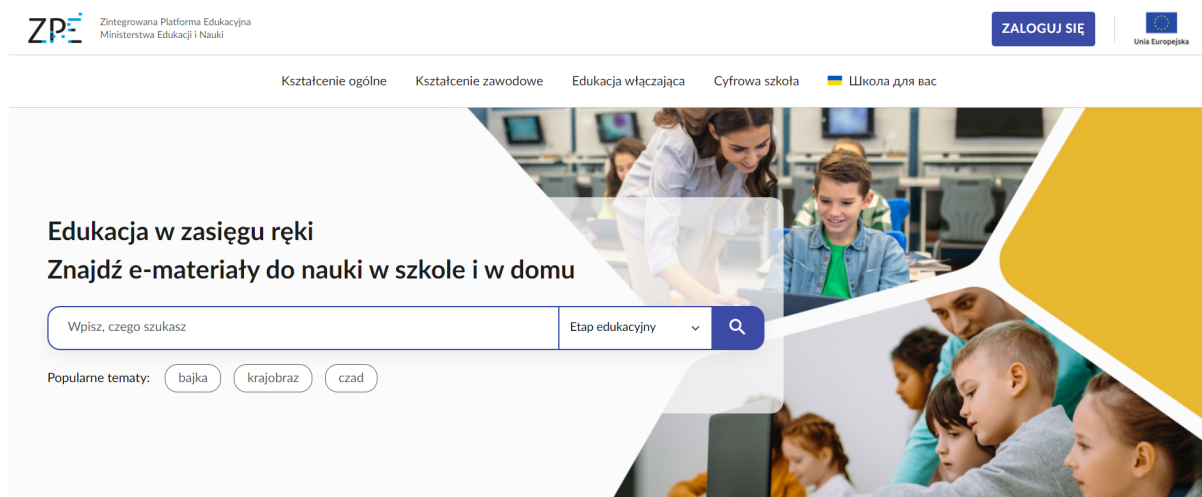 ZPE
Zintegrowana Platforma Edukacyjna
Ministerstwa Edukacji i Nauki
ZALOGUJ SIĘ
Unia Europejska
Kształcenie ogólne
Kształcenie zawodowe
Edukacja włączająca
Cyfrowa szkoła
Школа для вас
Edukacja w zasięgu ręki
Znajdź e-materiały do nauki w szkole i w domu
Wpisz, czego szukasz
Etap edukacyjny
Popularne tematy:
bajka
krajobraz
czad